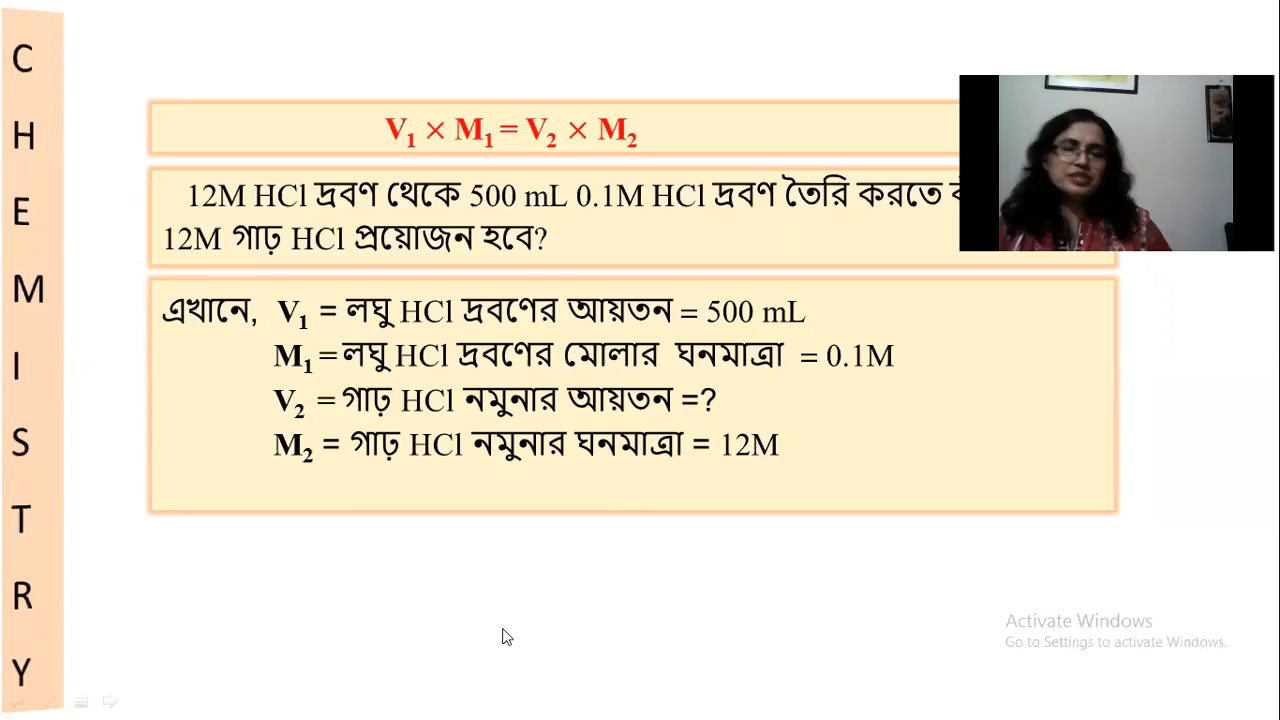 C
H
E
M
I
S
T
R
Y
V₁ × M₁ = V₂ × M₂
12M HCl দ্রবণ থেকে 500 mL 0.1M HCl দ্রবণ তৈরি করতে
12M গাঢ় HCl প্রয়োজন হবে?
এখানে, V₁ = লঘু HCl দ্রবণের আয়তন = 500 mL
M₁ = লঘু HCl দ্রবণের মোলার ঘনমাত্রা = 0.1M
V₂ = গাঢ় HCl নমুনার আয়তন =?
M₂ = গাঢ় HCl নমুনার ঘনমাত্রা = 12M
Activate Windows
Go to Settings to activate Windows.